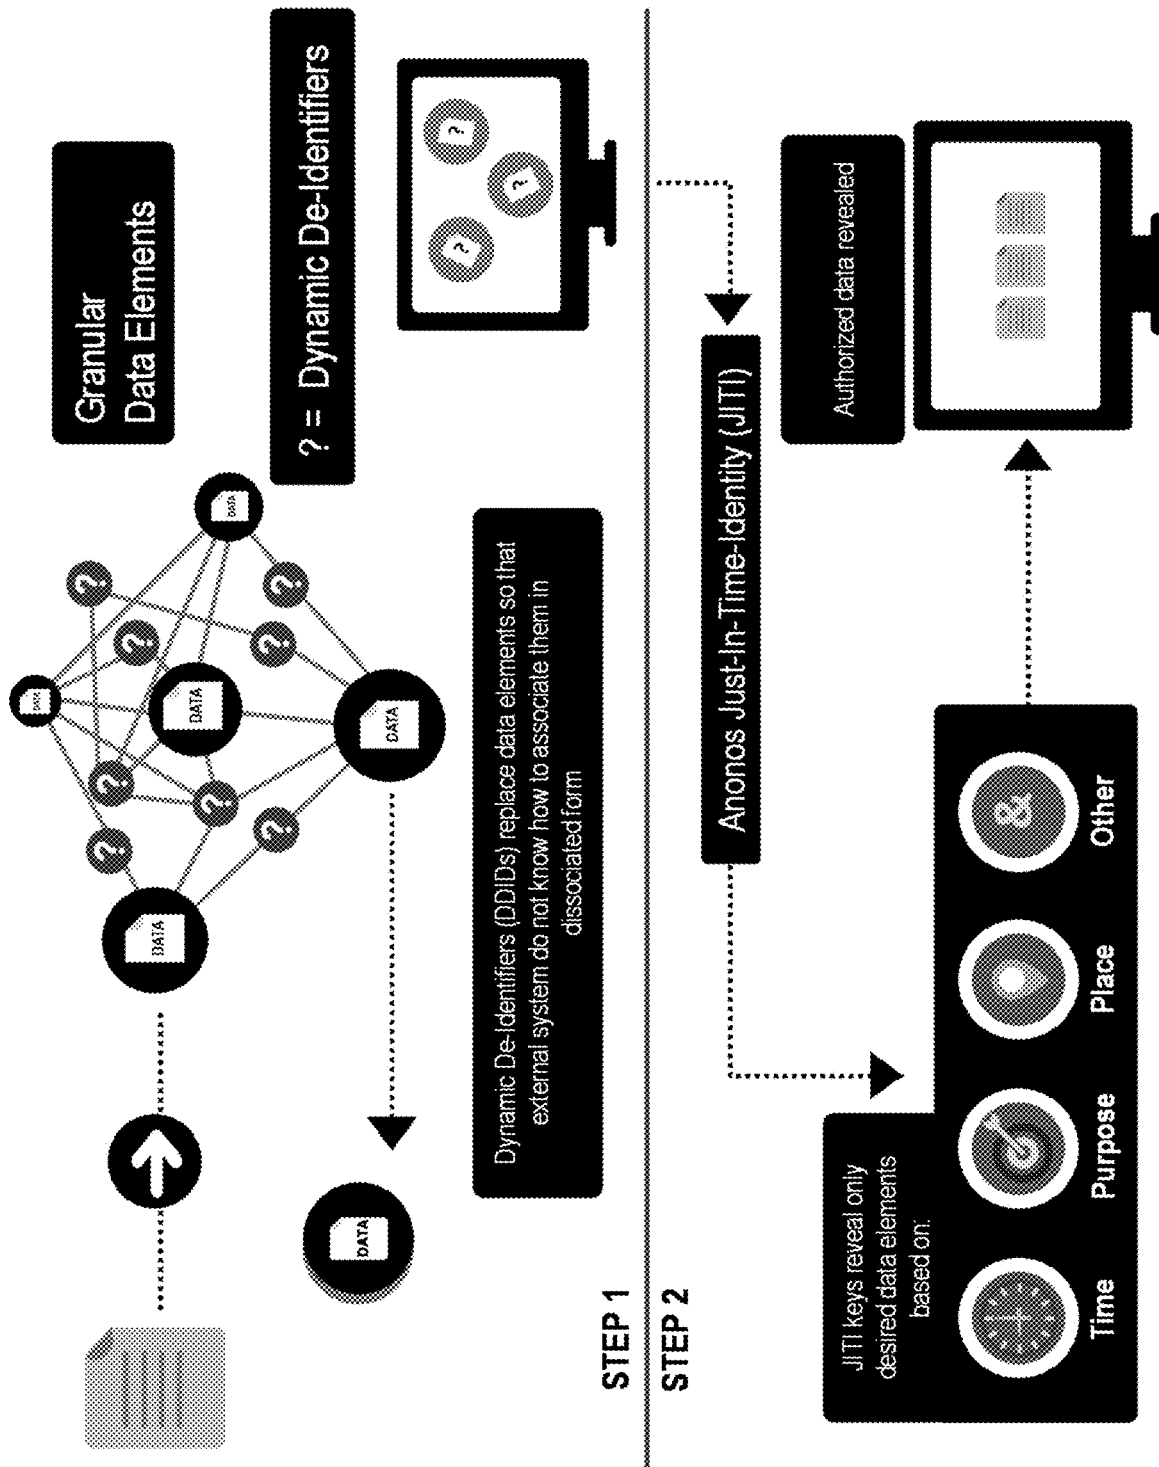 Granular
Data Elements
? = Dynamic De-Identifiers
DATA
DATA
DATA
DATA
DATA
?
?
?
?
?
?
?
?
DATA
?
?
?
Dynamic De-Identifiers (DDIDs) replace data elements so that
external system do not know how to associate them in
dissociated form
STEP 1
STEP 2
Anonos Just-In-Time-Identity (JITI)
JITI keys reveal only
desired data elements
based on:
&
Time
Purpose
Place
Other
Authorized data revealed